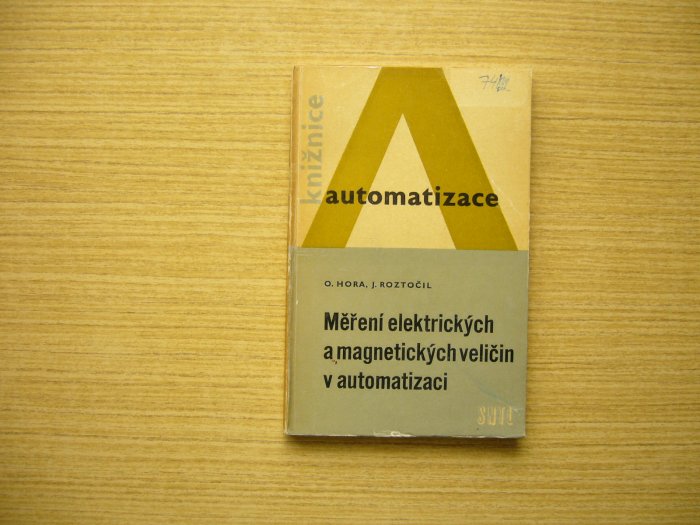 knižnice
automatizace
O. HORA, J. ROZTOČIL
Měření elektrických
a magnetických veličin
v automatizaci
SNTL